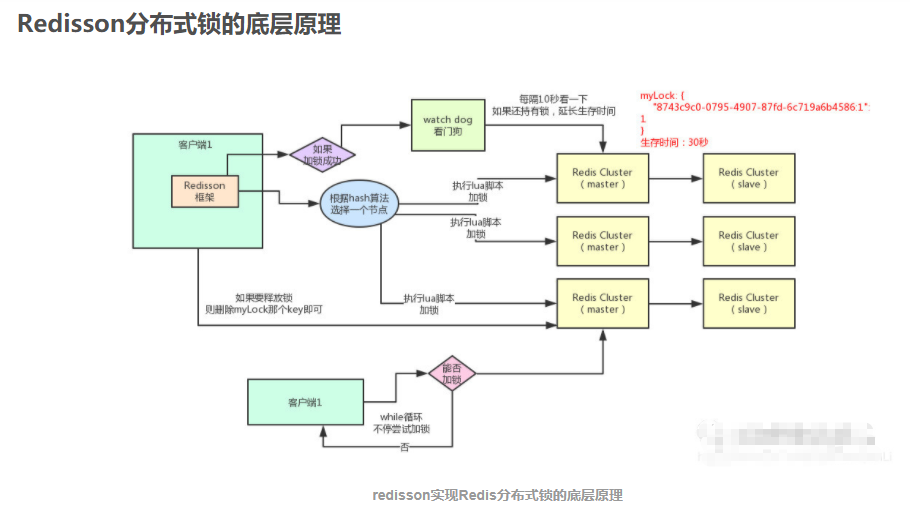 Redisson分布式锁的底层原理
每隔10秒看一下
如果还持有锁，延长生存时间
myLock: {
"8743c9c0-0795-4907-87fd-6c719a6b4586:1":
1
}
生存时间：30秒
watch dog
看门狗
客户端1
如果
加锁成功
Redisson
框架
根据hash算法
选择一个节点
执行lua脚本
加锁
Redis Cluster
（master）
Redis Cluster
（slave）
执行lua脚本
加锁
Redis Cluster
（master）
Redis Cluster
（slave）
如果要释放锁
则删除myLock那个key即可
执行lua脚本
加锁
Redis Cluster
（master）
Redis Cluster
（slave）
能否
加锁
客户端1
while循环
不停尝试加锁
否
redisson实现Redis分布式锁的底层原理